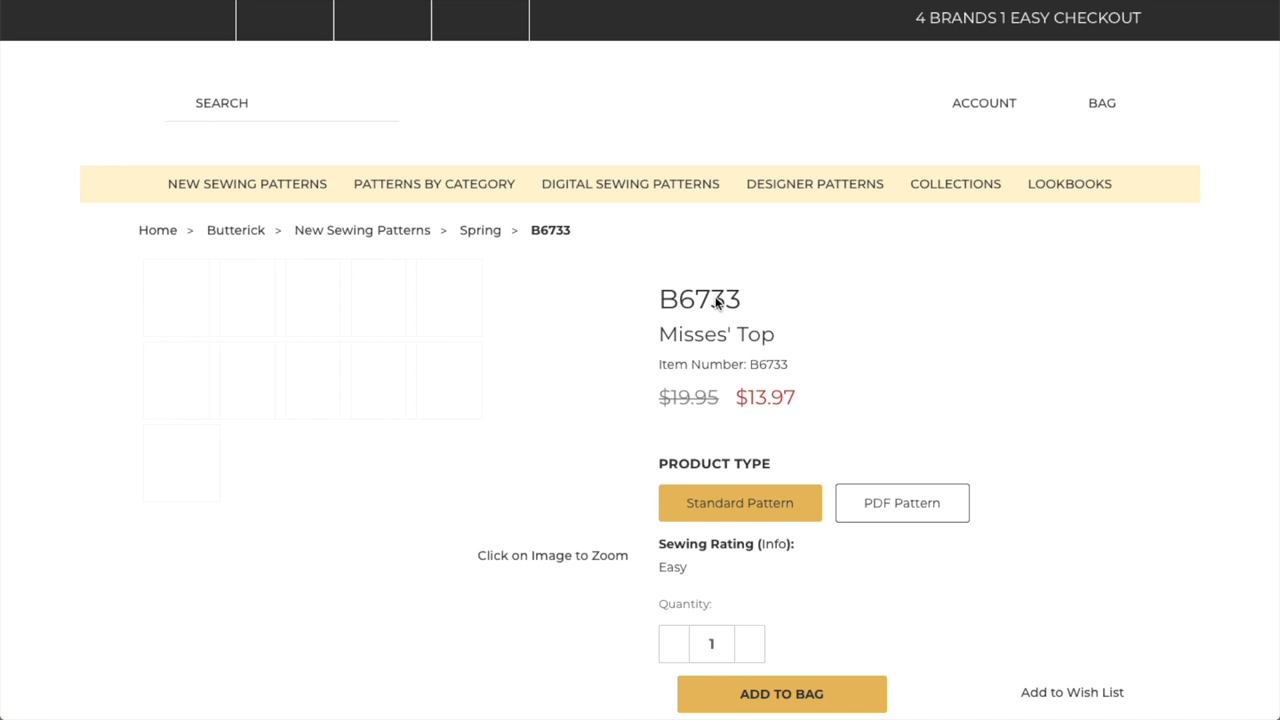 4 BRANDS 1 EASY CHECKOUT
SEARCH
ACCOUNT
BAG
NEW SEWING PATTERNS PATTERNS BY CATEGORY DIGITAL SEWING PATTERNS DESIGNER PATTERNS COLLECTIONS LOOKBOOKS
Home > Butterick > New Sewing Patterns > Spring > B6733
B6733
Misses' Top
Item Number: B6733
$19.95 $13.97
PRODUCT TYPE
Standard Pattern PDF Pattern
Sewing Rating (Info):
Easy
Click on Image to Zoom
Quantity:
1
ADD TO BAG
Add to Wish List